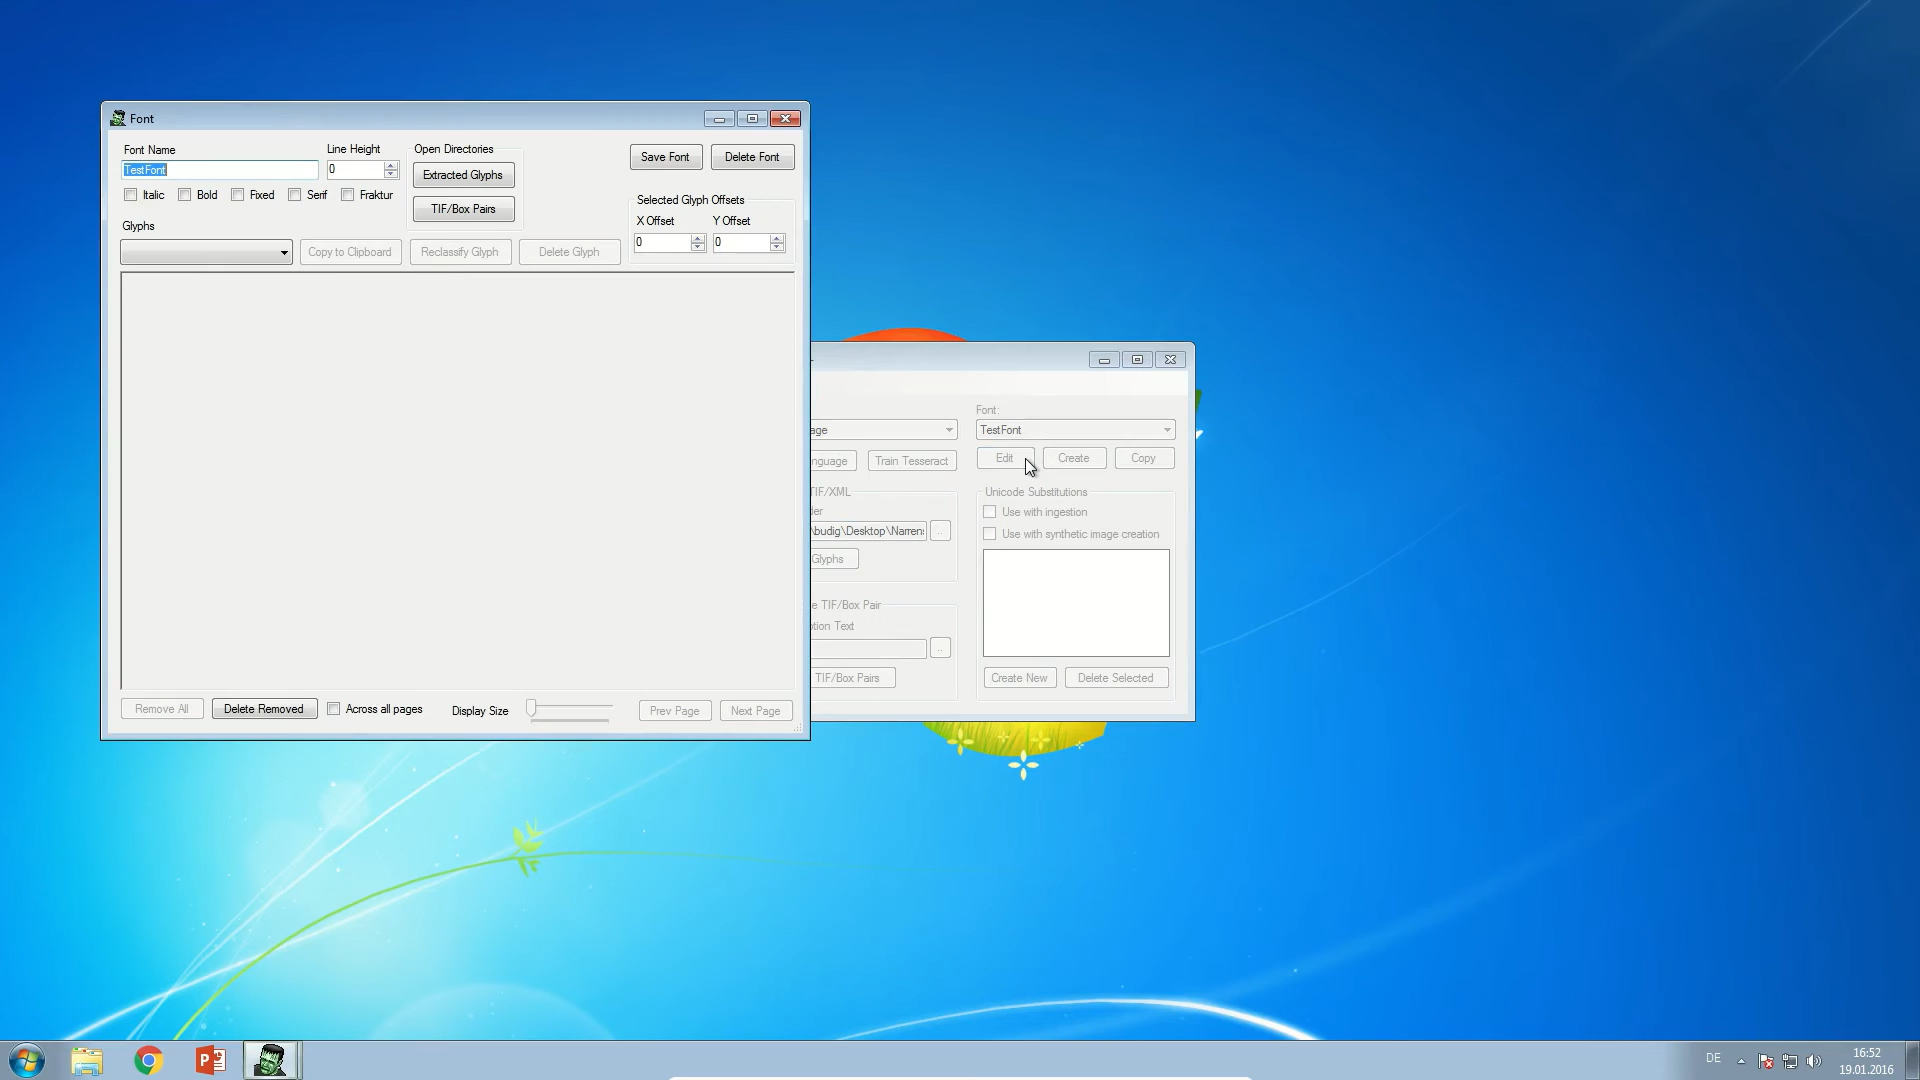 Font
Font Name
Line Height
Open Directories
TestFont
0
Extracted Glyphs
Save Font
Delete Font
Italic
Bold
Fixed
Serif
Fraktur
TIF/Box Pairs
Selected Glyph Offsets
X Offset
Y Offset
0
0
Glyphs
Copy to Clipboard
Reclassify Glyph
Delete Glyph
Remove All
Delete Removed
Across all pages
Display Size
Prev Page
Next Page
Font:
age
TestFont
nguage
Train Tesseract
Edit
Create
Copy
TIF/XML
der
\budig\Desktop\Narren:
..
Glyphs
Unicode Substitutions
Use with ingestion
Use with synthetic image creation
e TIF/Box Pair
ption Text
..
TIF/Box Pairs
Create New
Delete Selected
DE
16:52
19.01.2016